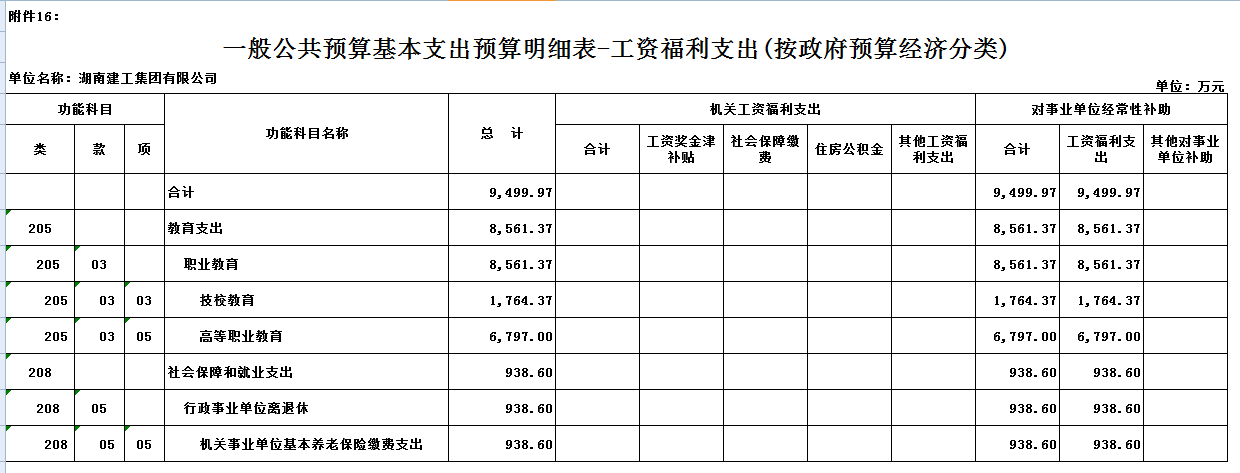 附件16：
一般公共预算基本支出预算明细表-工资福利支出(按政府预算经济分类)
单位名称：湖南建工集团有限公司
单位：万元
功能科目 功能科目名称 总 计 机关工资福利支出 对事业单位经常性补助
类 款 项 合计 工资奖金津补贴 社会保障缴费 住房公积金 其他工资福利支出 合计 工资福利支出 其他对事业单位补助
合计 9,499.97 9,499.97 9,499.97
205 教育支出 8,561.37 8,561.37 8,561.37
205 03 职业教育 8,561.37 8,561.37 8,561.37
205 03 03 技校教育 1,764.37 1,764.37 1,764.37
205 03 05 高等职业教育 6,797.00 6,797.00 6,797.00
208 社会保障和就业支出 938.60 938.60 938.60
208 05 行政事业单位离退休 938.60 938.60 938.60
208 05 05 机关事业单位基本养老保险缴费支出 938.60 938.60 938.60